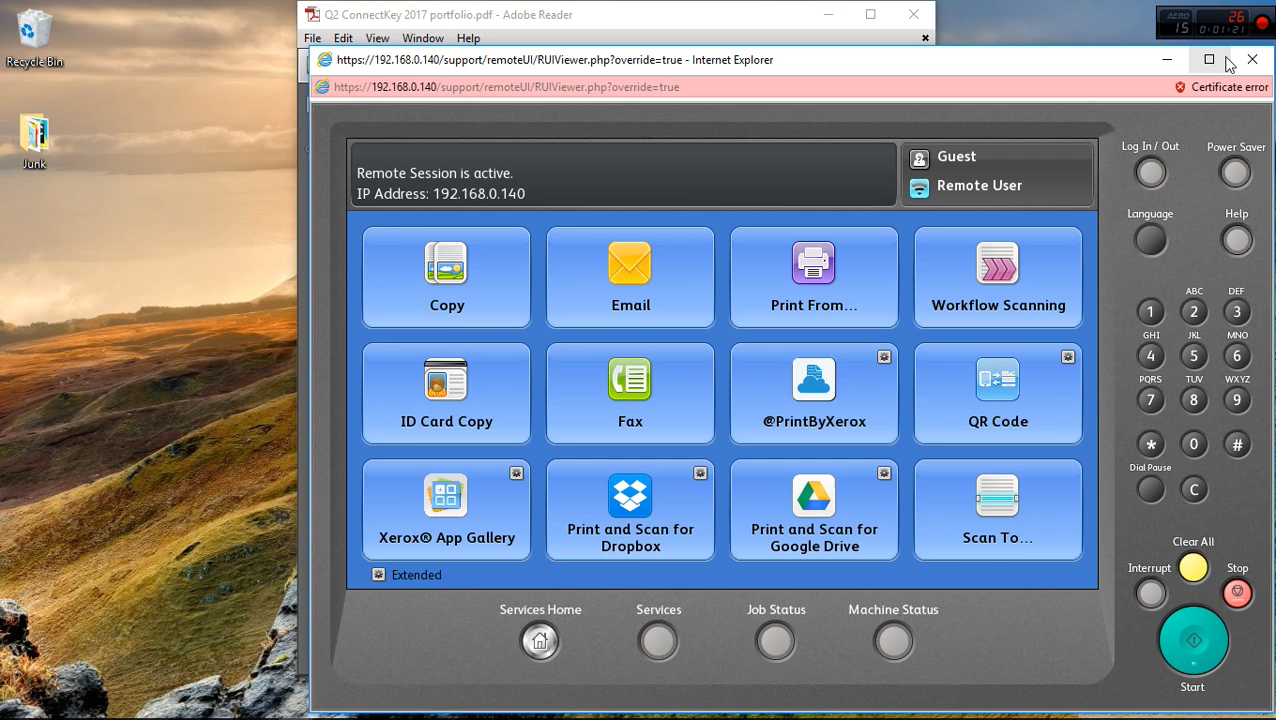 Q2 ConnectKey 2017 portfolio.pdf - Adobe Reader
File Edit View Window Help
AERO
15
26
0:01:21
Recycle Bin
Junk
https://192.168.0.140/support/remoteUI/RUIViewer.php?override=true - Internet Explorer
https://192.168.0.140/support/remoteUI/RUIViewer.php?override=true
Certificate error
Remote Session is active.
IP Address: 192.168.0.140
Guest
Remote User
Copy
Email
Print From...
Workflow Scanning
ID Card Copy
Fax
@PrintByXerox
QR Code
Xerox® App Gallery
Print and Scan for
Dropbox
Print and Scan for
Google Drive
Scan To...
Extended
Services Home
Services
Job Status
Machine Status
Log In / Out
Power Saver
Language
Help
ABC DEF
1 2 3
GHI JKL MNO
4 5 6
PQRS TUV WXYZ
7 8 9
* 0 #
Dial Pause
C
Clear All
Interrupt
Stop
Start